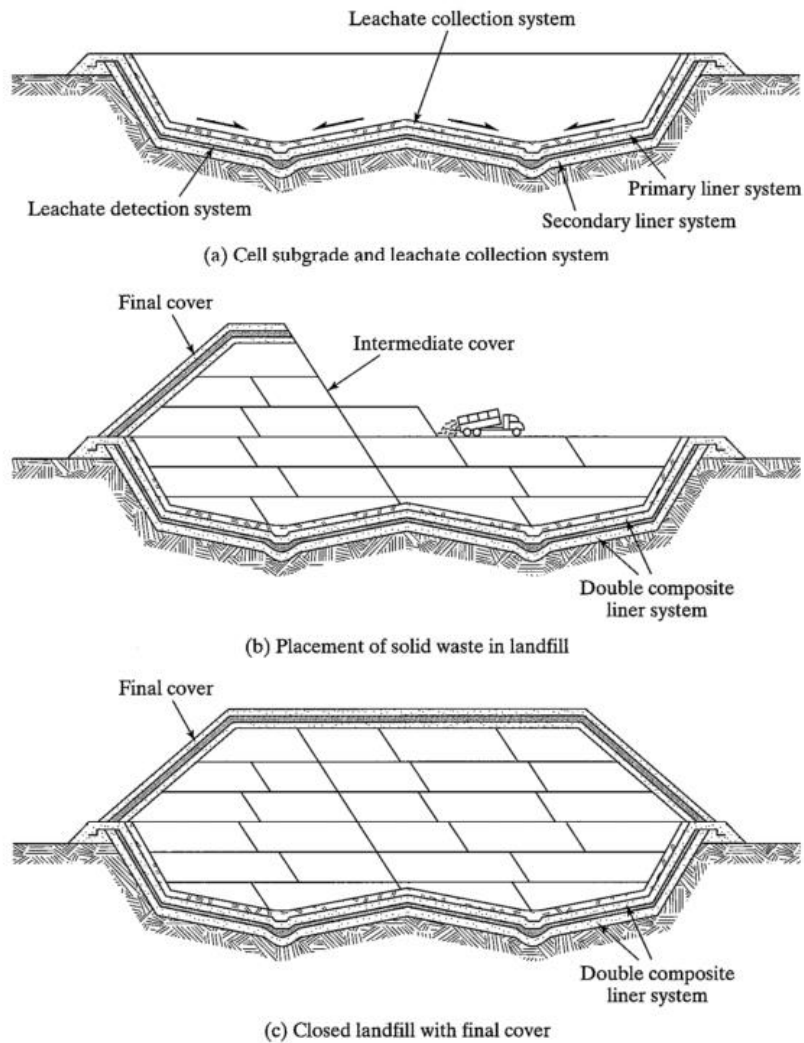 Leachate collection system
Leachate detection system
Primary liner system
Secondary liner system
(a) Cell subgrade and leachate collection system
Final cover
Intermediate cover
Double composite
liner system
(b) Placement of solid waste in landfill
Final cover
Double composite
liner system
(c) Closed landfill with final cover